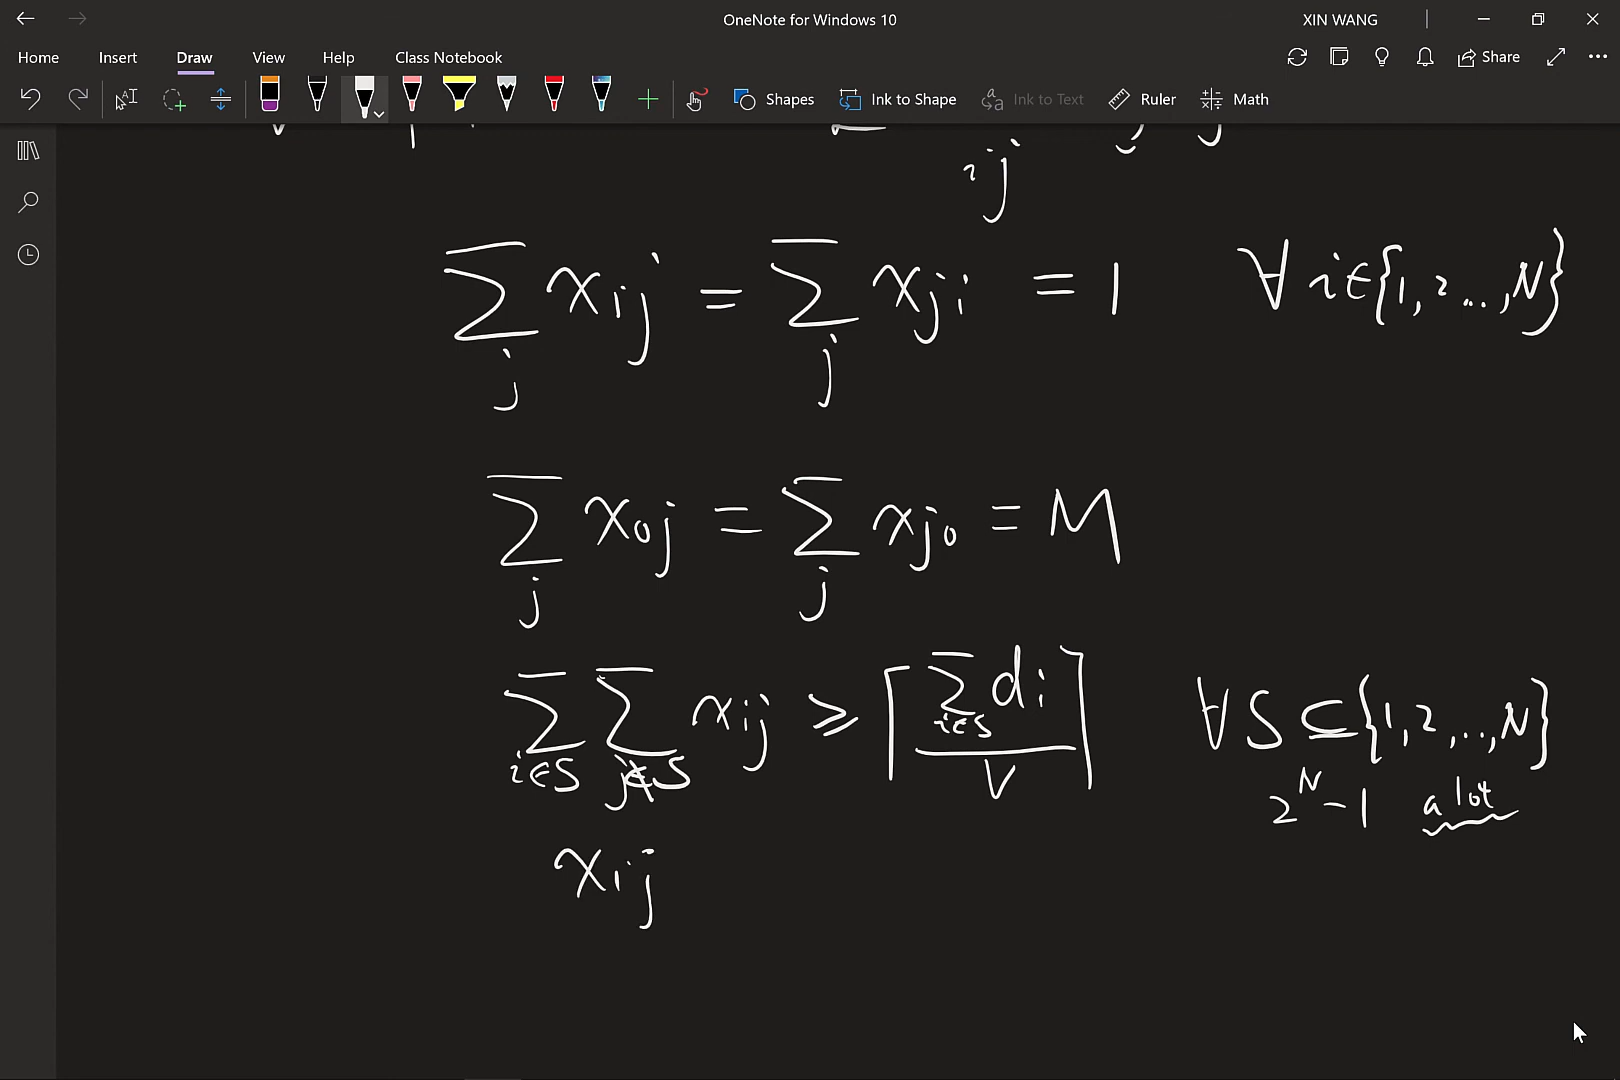 OneNote for Windows 10
XIN WANG
Home Insert Draw View Help Class Notebook
Share
Shapes Ink to Shape Ink to Text Ruler Math
ij
∑_j x_ij = ∑_j x_ji = 1 ∀ i∈{1, 2..., N}
∑_j x_0j = ∑_j x_j0 = M
∑_{i∈S} ∑_{j∉S} x_ij ⩾ ⌈∑_{i∈S} d_i / V⌉ ∀ S ⊆ {1, 2, .., N}
2^N - 1 a lot
x_ij